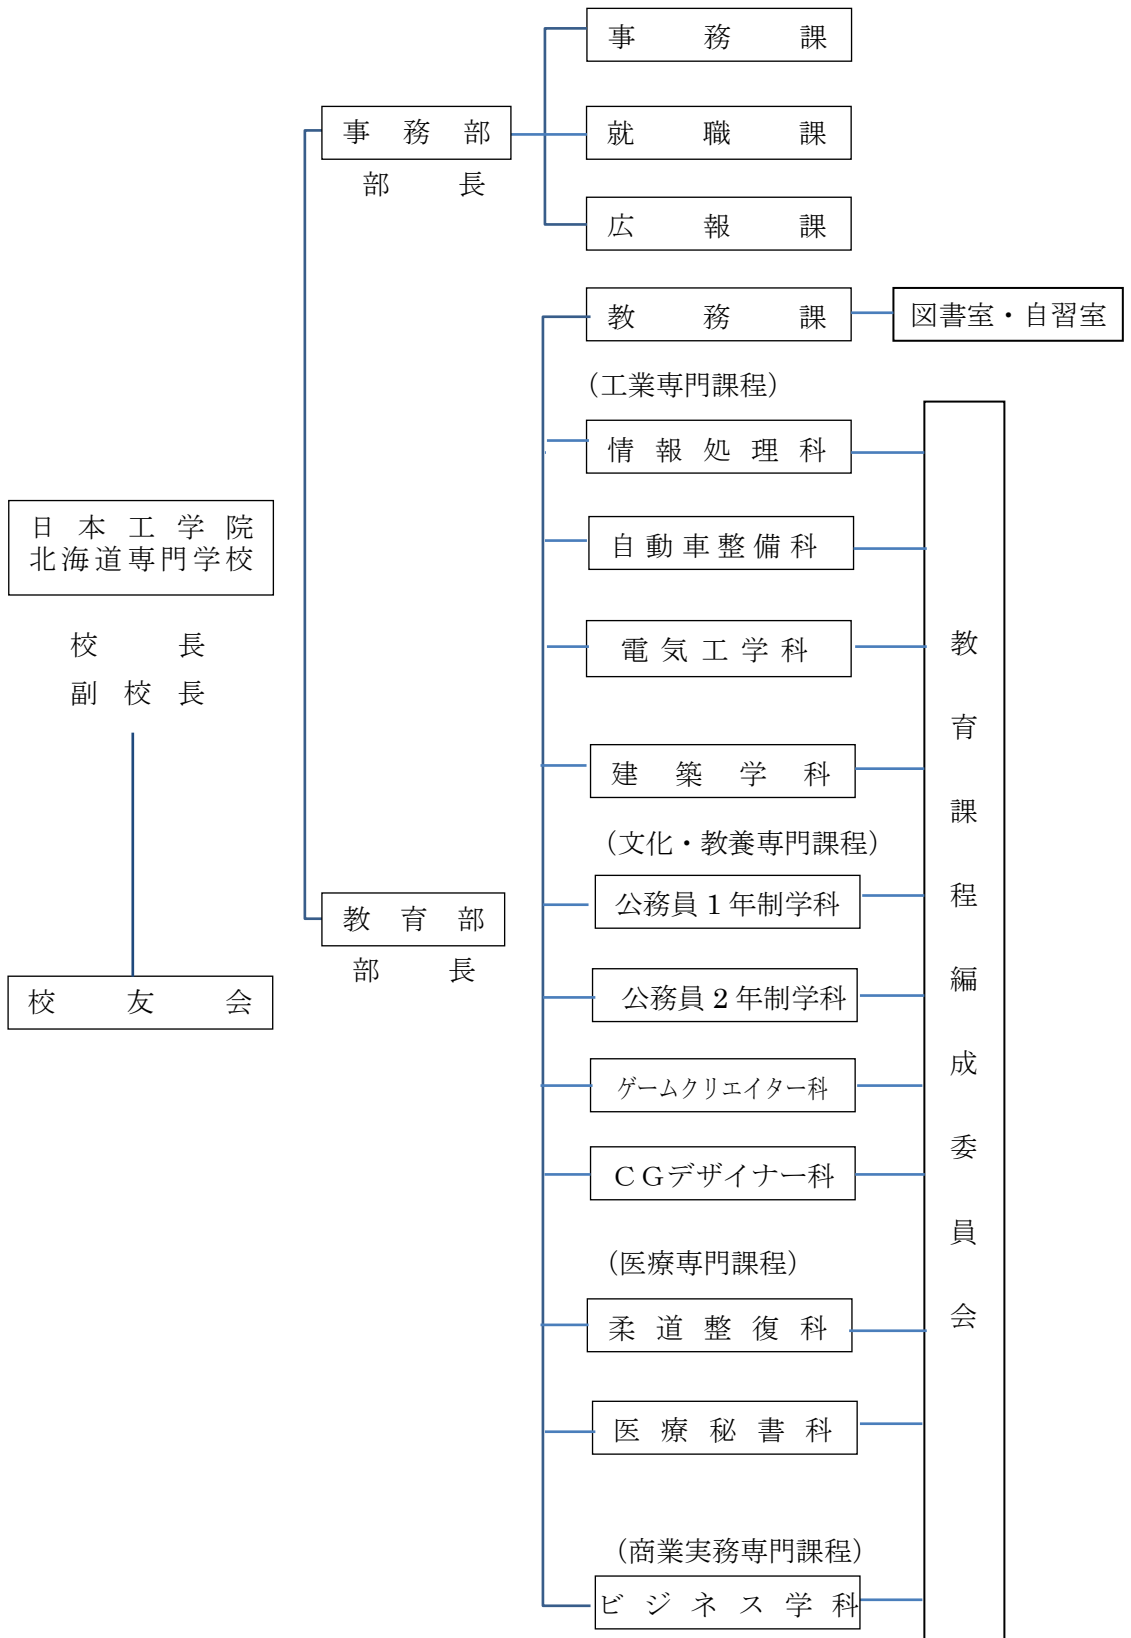 事務課
事務部
就職課
部長
広報課
教務課
図書室・自習室
(工業専門課程)
情報処理科
日本工学院
北海道専門学校
自動車整備科
校長
副校長
電気工学科
建築学科
(文化・教養専門課程)
公務員1年制学科
教育部
部長
校友会
公務員2年制学科
ゲームクリエイター科
CGデザイナー科
(医療専門課程)
柔道整復科
医療秘書科
(商業実務専門課程)
ビジネス学科
教育課程編成委員会